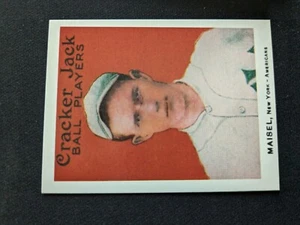 Cracker Jack
BALL PLAYERS
MAISEL, NEW YORK - AMERICANS